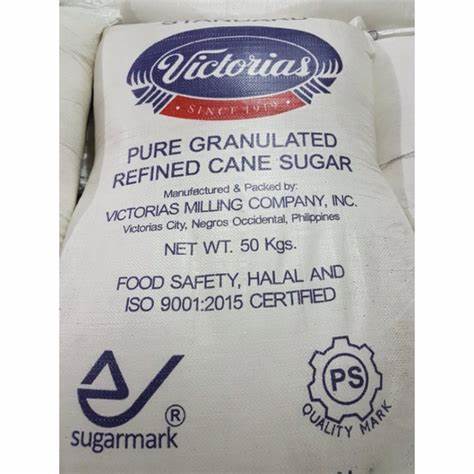 STANDARD
Victorias
• SINCE 1919 •
PURE GRANULATED
REFINED CANE SUGAR
Manufactured & Packed by:
VICTORIAS MILLING COMPANY, INC.
Victorias City, Negros Occidental, Philippines
NET WT. 50 Kgs.
FOOD SAFETY, HALAL AND
ISO 9001:2015 CERTIFIED
®
sugarmark
PS
QUALITY MARK